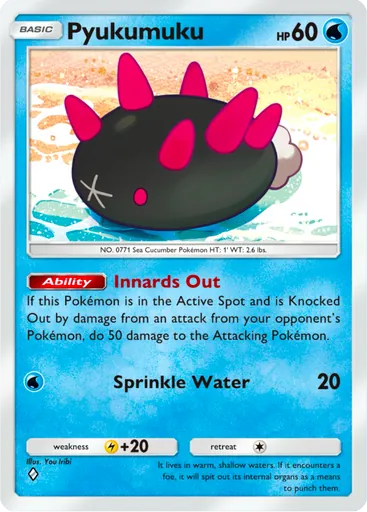 BASIC Pyukumuku HP 60
NO. 0771 Sea Cucumber Pokémon HT: 1' WT: 2.6 lbs.
Ability Innards Out
If this Pokémon is in the Active Spot and is Knocked
Out by damage from an attack from your opponent's
Pokémon, do 50 damage to the Attacking Pokémon.
Sprinkle Water 20
weakness +20 retreat
Illus. You Iribi
It lives in warm, shallow waters. If it encounters a
foe, it will spit out its internal organs as a means
to punch them.